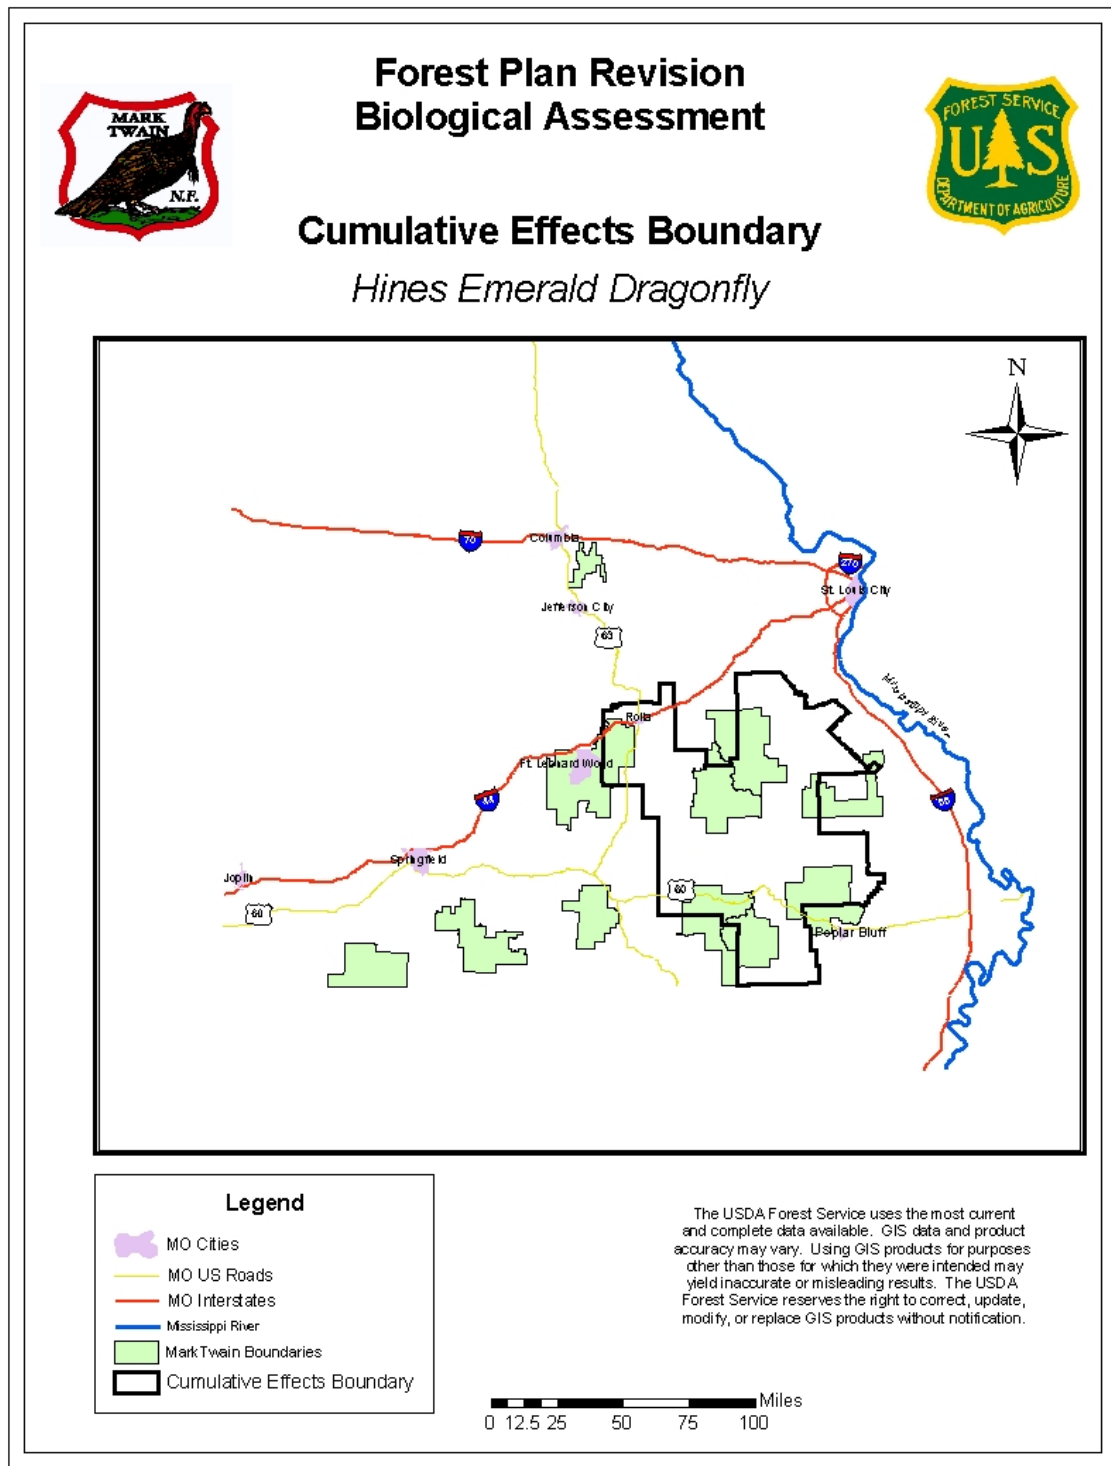 Forest Plan Revision
Biological Assessment
MARK
TWAIN
N.F.
FOREST SERVICE
U S
DEPARTMENT OF AGRICULTURE
Cumulative Effects Boundary
Hines Emerald Dragonfly
N
70
Columbia
270
St. Louis City
Jefferson City
63
Mississippi River
Rolla
Ft. Leonard Wood
44
55
Springfield
Joplin
60
60
Poplar Bluff
Legend
MO Cities
MO US Roads
MO Interstates
Mississippi River
Mark Twain Boundaries
Cumulative Effects Boundary
The USDA Forest Service uses the most current
and complete data available. GIS data and product
accuracy may vary. Using GIS products for purposes
other than those for which they were intended may
yield inaccurate or misleading results. The USDA
Forest Service reserves the right to correct, update,
modify, or replace GIS products without notification.
Miles
0 12.5 25 50 75 100